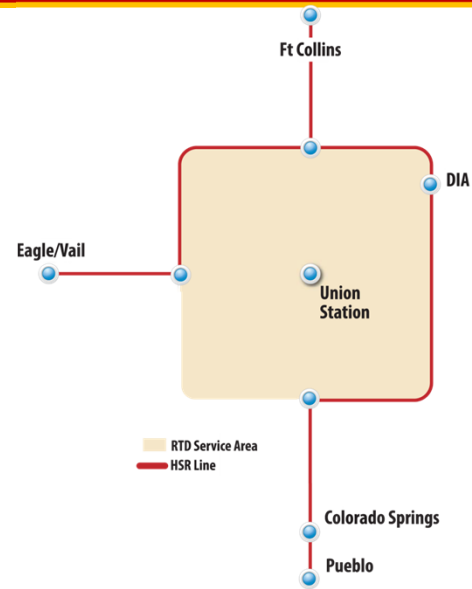 Ft Collins
DIA
Eagle/Vail
Union
Station
RTD Service Area
HSR Line
Colorado Springs
Pueblo